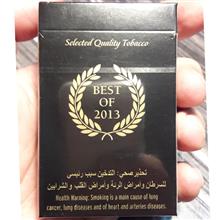 Selected Quality Tobacco
BEST
OF
2013
تحذير صحي: التدخين سبب رئيسي
للسرطان وأمراض الرئة وأمراض القلب والشرايين
Health Warning: Smoking is a main cause of lung
cancer, lung diseases and of heart and arteries diseases.